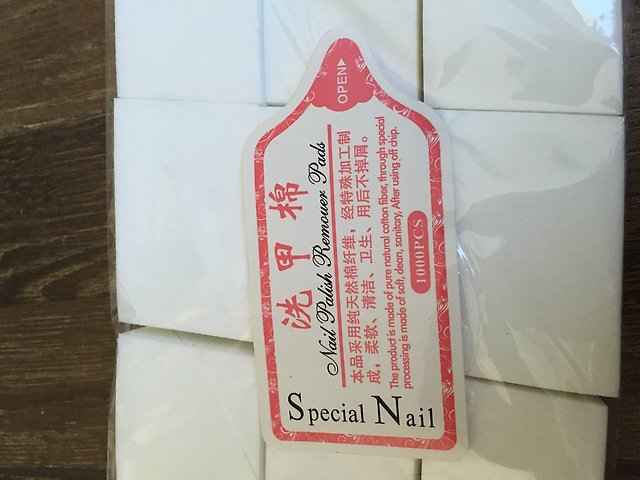 OPEN
洗甲棉
Nail Palish Remouer Pads
本品采用纯天然棉纤维，经特殊加工制
成，柔软、清洁、卫生、用后不掉屑。
The product is made of pure natural cotton fiber, through special
processing is made of soft, clean, sanitary, After using off chip.
1000PCS
Special Nail